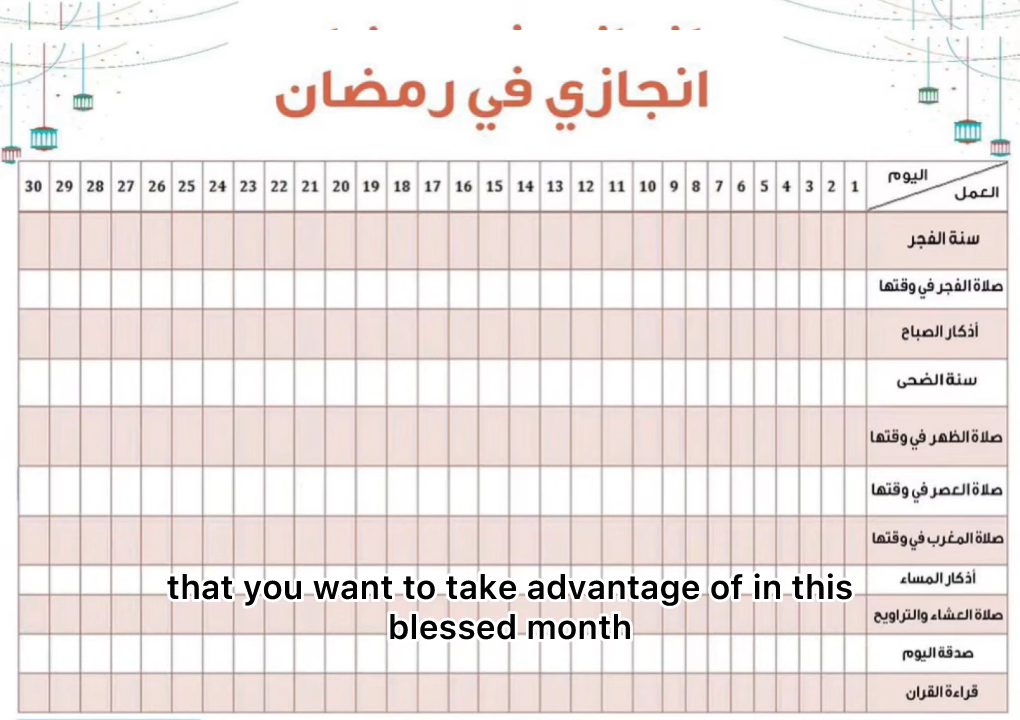 انجازي في رمضان
اليوم
العمل
1 2 3 4 5 6 7 8 9 10 11 12 13 14 15 16 17 18 19 20 21 22 23 24 25 26 27 28 29 30
سنة الفجر
صلاة الفجر في وقتها
أذكار الصباح
سنة الضحى
صلاة الظهر في وقتها
صلاة العصر في وقتها
صلاة المغرب في وقتها
أذكار المساء
that you want to take advantage of in this
صلاة العشاء والتراويح
blessed month
صدقة اليوم
قراءة القران